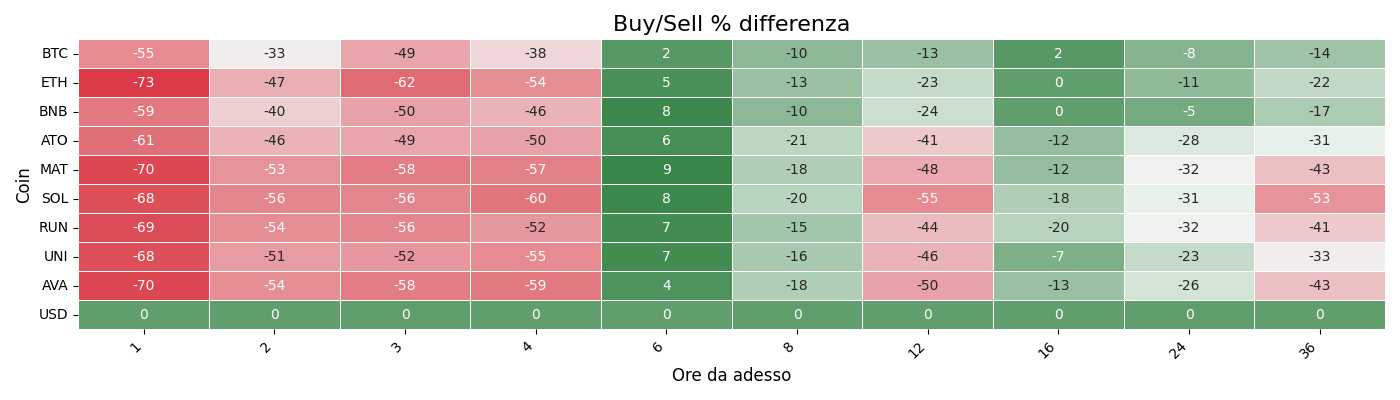 Buy/Sell % differenza
Coin
BTC -55 -33 -49 -38 2 -10 -13 2 -8 -14
ETH -73 -47 -62 -54 5 -13 -23 0 -11 -22
BNB -59 -40 -50 -46 8 -10 -24 0 -5 -17
ATO -61 -46 -49 -50 6 -21 -41 -12 -28 -31
MAT -70 -53 -58 -57 9 -18 -48 -12 -32 -43
SOL -68 -56 -56 -60 8 -20 -55 -18 -31 -53
RUN -69 -54 -56 -52 7 -15 -44 -20 -32 -41
UNI -68 -51 -52 -55 7 -16 -46 -7 -23 -33
AVA -70 -54 -58 -59 4 -18 -50 -13 -26 -43
USD 0 0 0 0 0 0 0 0 0 0
1 2 3 4 6 8 12 16 24 36
Ore da adesso